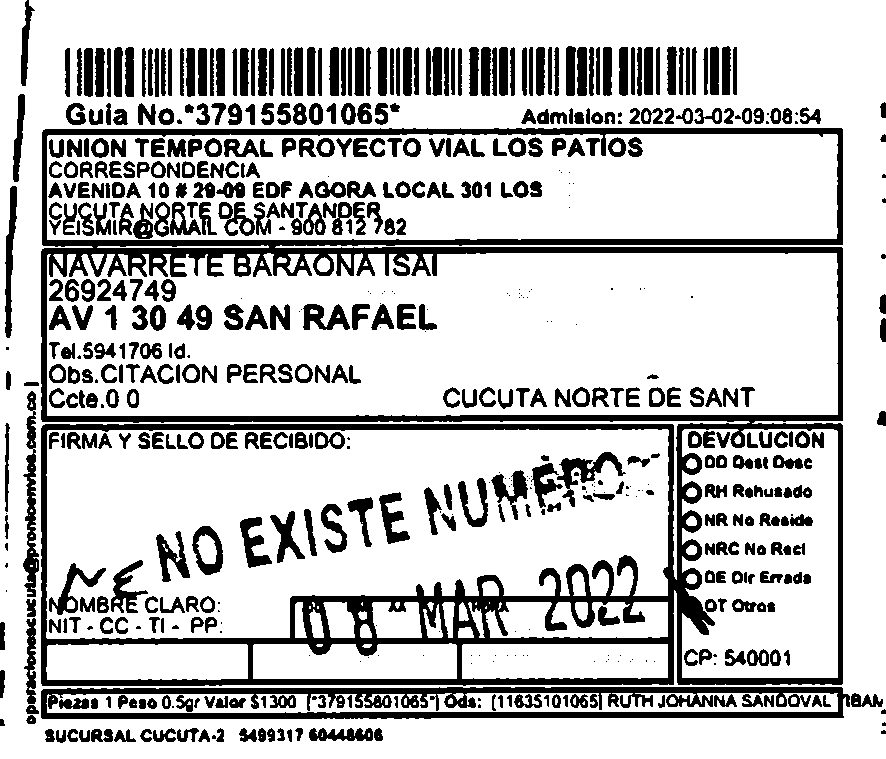 Guia No.*379155801065*
Admision: 2022-03-02-09:08:54
UNION TEMPORAL PROYECTO VIAL LOS PATIOS
CORRESPONDENCIA
AVENIDA 10 # 29-09 EDF AGORA LOCAL 301 LOS
CUCUTA NORTE DE SANTANDER
YEISMIR@GMAIL COM - 900 812 782
NAVARRETE BARAONA ISAI
26924749
AV 1 30 49 SAN RAFAEL
Tel.5941706 Id.
Obs.CITACION PERSONAL
Ccte.0 0 CUCUTA NORTE DE SANT
FIRMA Y SELLO DE RECIBIDO:
NO EXISTE NUMERO
NE
NOMBRE CLARO:
NIT - CC - TI - PP:
08 MAR 2022
DEVOLUCION
DD Dest Desc
RH Rehusado
NR No Reside
NRC No Recl
DE Dir Errada
OT Otros
CP: 540001
operacionescucuta@prontoenvios.com.co |
Piezas 1 Peso 0.5gr Valor $1300 [*379155801065*] Ods: [11635101065] RUTH JOHANNA SANDOVAL
SUCURSAL CUCUTA-2 5499317 60448606